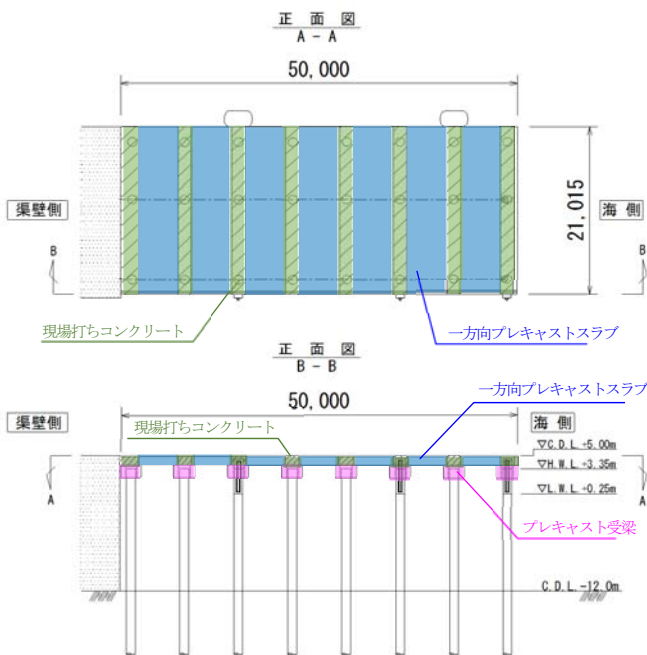 正 面 図
A - A
50,000
渠壁側
海 側
21,015
B
B
現場打ちコンクリート
一方向プレキャストスラブ
正 面 図
B - B
一方向プレキャストスラブ
50,000
渠壁側
海 側
現場打ちコンクリート
▽C.D.L.+5.00m
▽H.W.L+3.35m
▽L.W.L+0.25m
A
A
プレキャスト受梁
C.D.L.-12.0m